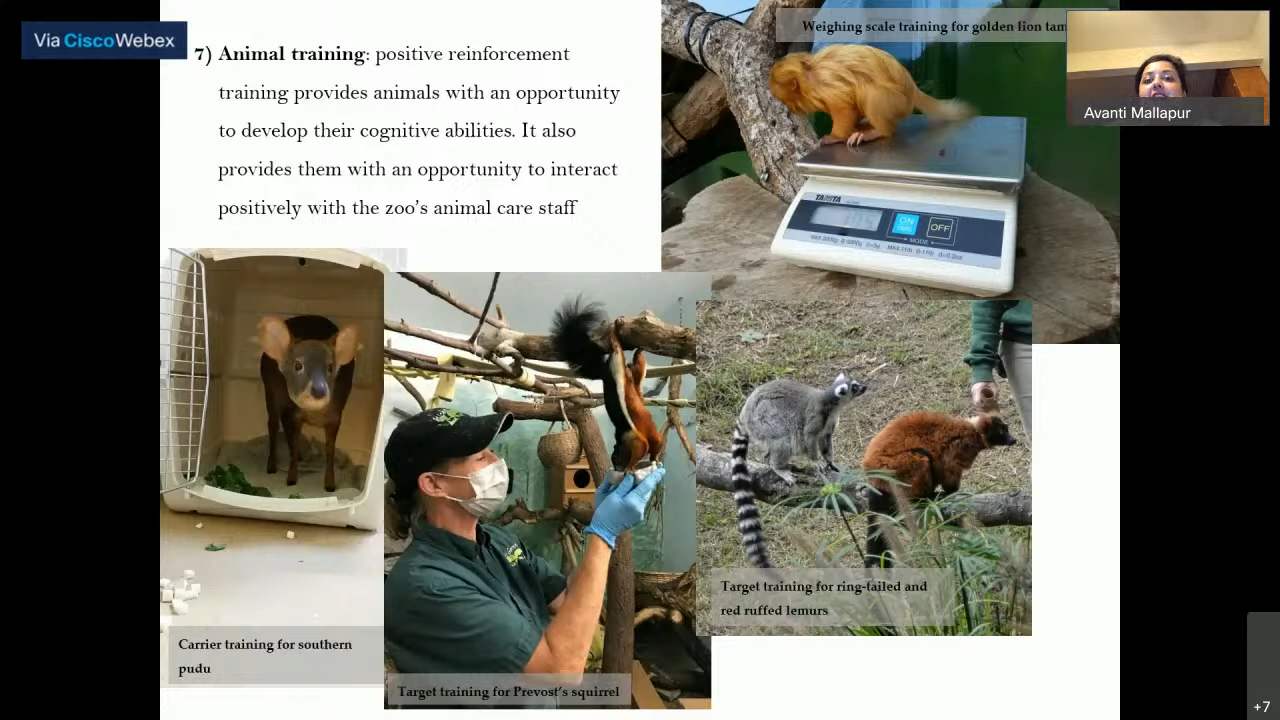 Via Cisco Webex
7) Animal training: positive reinforcement
training provides animals with an opportunity
to develop their cognitive abilities. It also
provides them with an opportunity to interact
positively with the zoo's animal care staff
Weighing scale training for golden lion tam
Avanti Mallapur
TANITA
ON
OFF
MODE
Carrier training for southern
pudu
Target training for Prevost's squirrel
Target training for ring-tailed and
red ruffed lemurs
+7